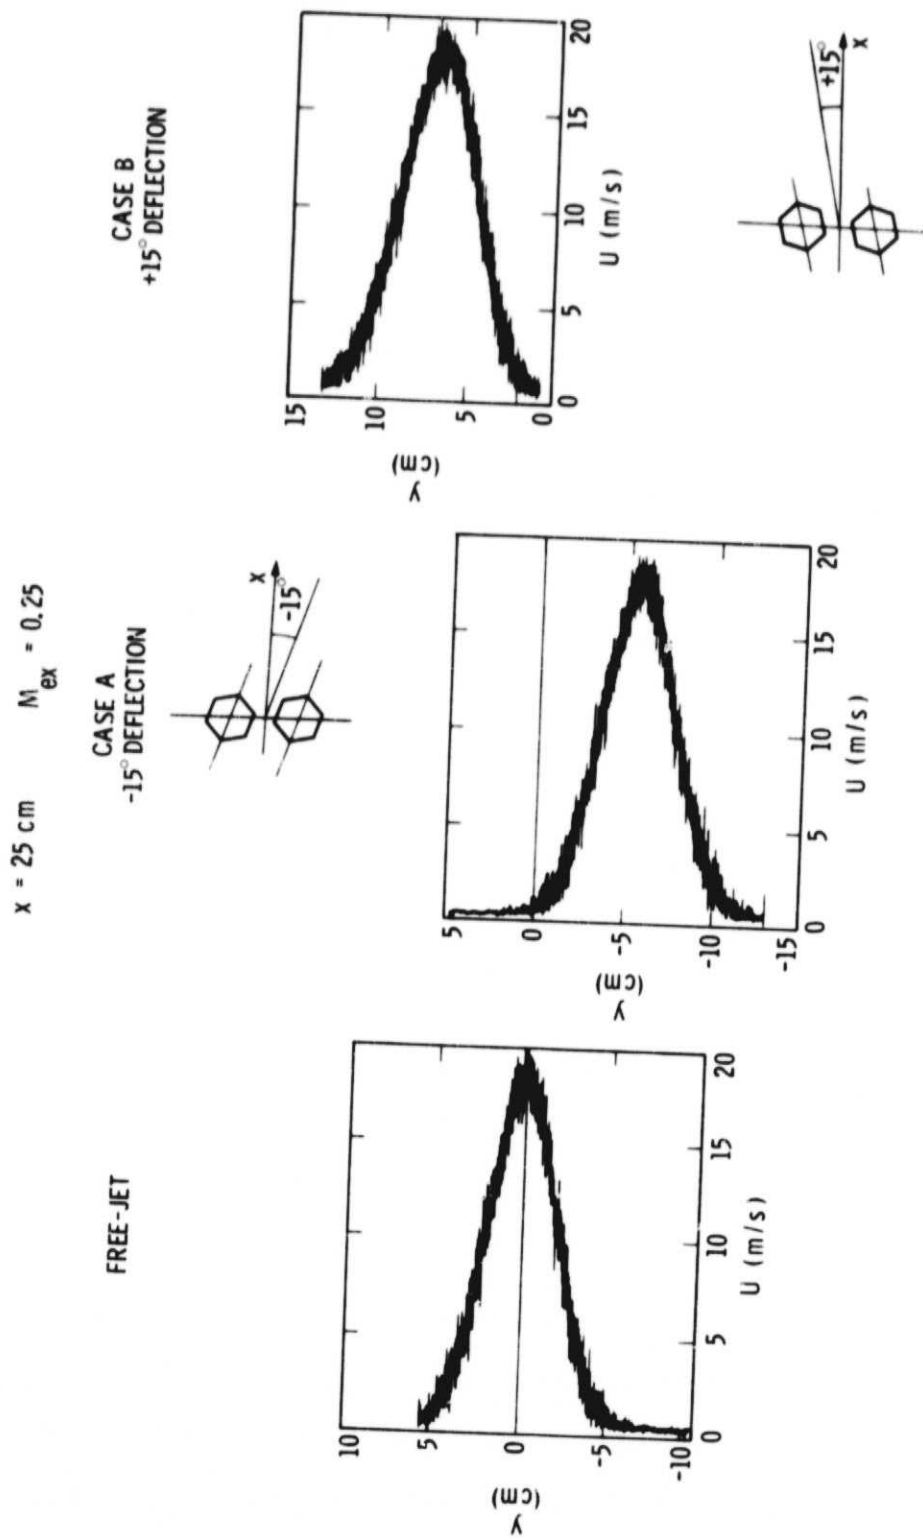 x = 25 cm M_ex = 0.25
FREE-JET
y
(cm)
10
5
0
-5
-10
0
5
10
15
20
U (m/s)
CASE A
-15° DEFLECTION
x
-15°
y
(cm)
5
0
-5
-10
-15
0
5
10
15
20
U (m/s)
CASE B
+15° DEFLECTION
y
(cm)
15
10
5
0
0
5
10
15
20
U (m/s)
+15°
x